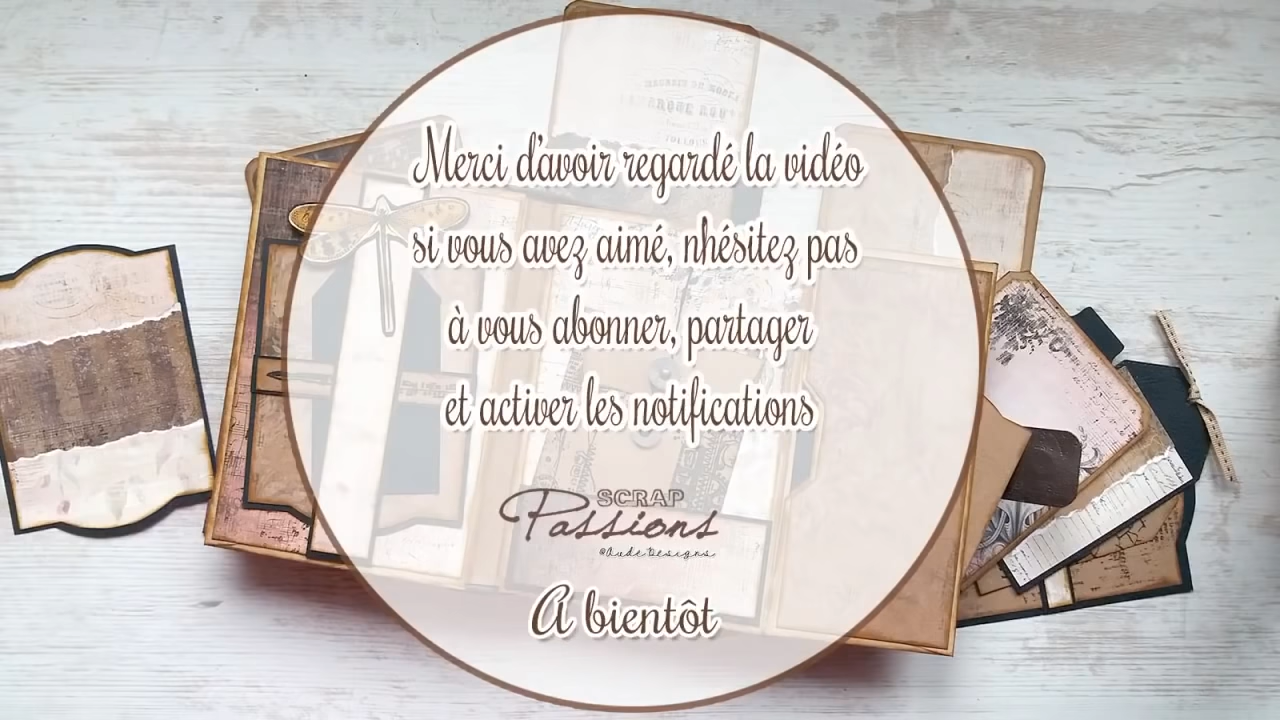 Merci d'avoir regardé la vidéo
si vous avez aimé, nhésitez pas
à vous abonner, partager
et activer les notifications
SCRAP
Passions
@AudeDesigns
A bientôt